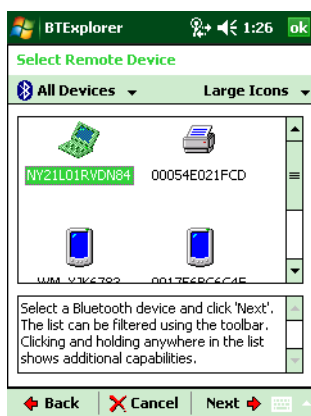 BTExplorer 1:26 ok
Select Remote Device
All Devices Large Icons
NY21L01RVDN84 00054E021FCD
Select a Bluetooth device and click 'Next'.
The list can be filtered using the toolbar.
Clicking and holding anywhere in the list
shows additional capabilities.
Back Cancel Next